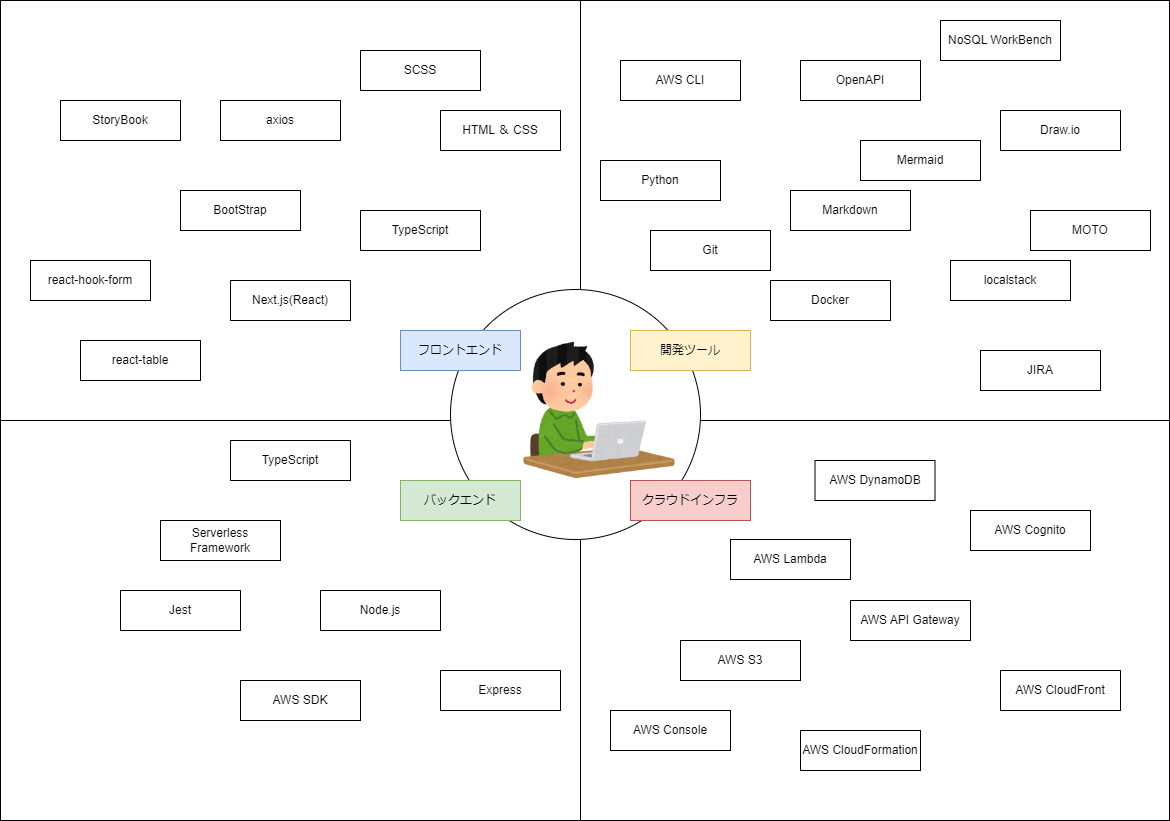 SCSS
StoryBook
axios
HTML ＆ CSS
BootStrap
TypeScript
react-hook-form
Next.js(React)
react-table
フロントエンド
NoSQL WorkBench
AWS CLI
OpenAPI
Draw.io
Mermaid
Python
Markdown
MOTO
Git
localstack
Docker
開発ツール
JIRA
TypeScript
バックエンド
Serverless
Framework
Jest
Node.js
Express
AWS SDK
クラウドインフラ
AWS DynamoDB
AWS Cognito
AWS Lambda
AWS API Gateway
AWS S3
AWS CloudFront
AWS Console
AWS CloudFormation